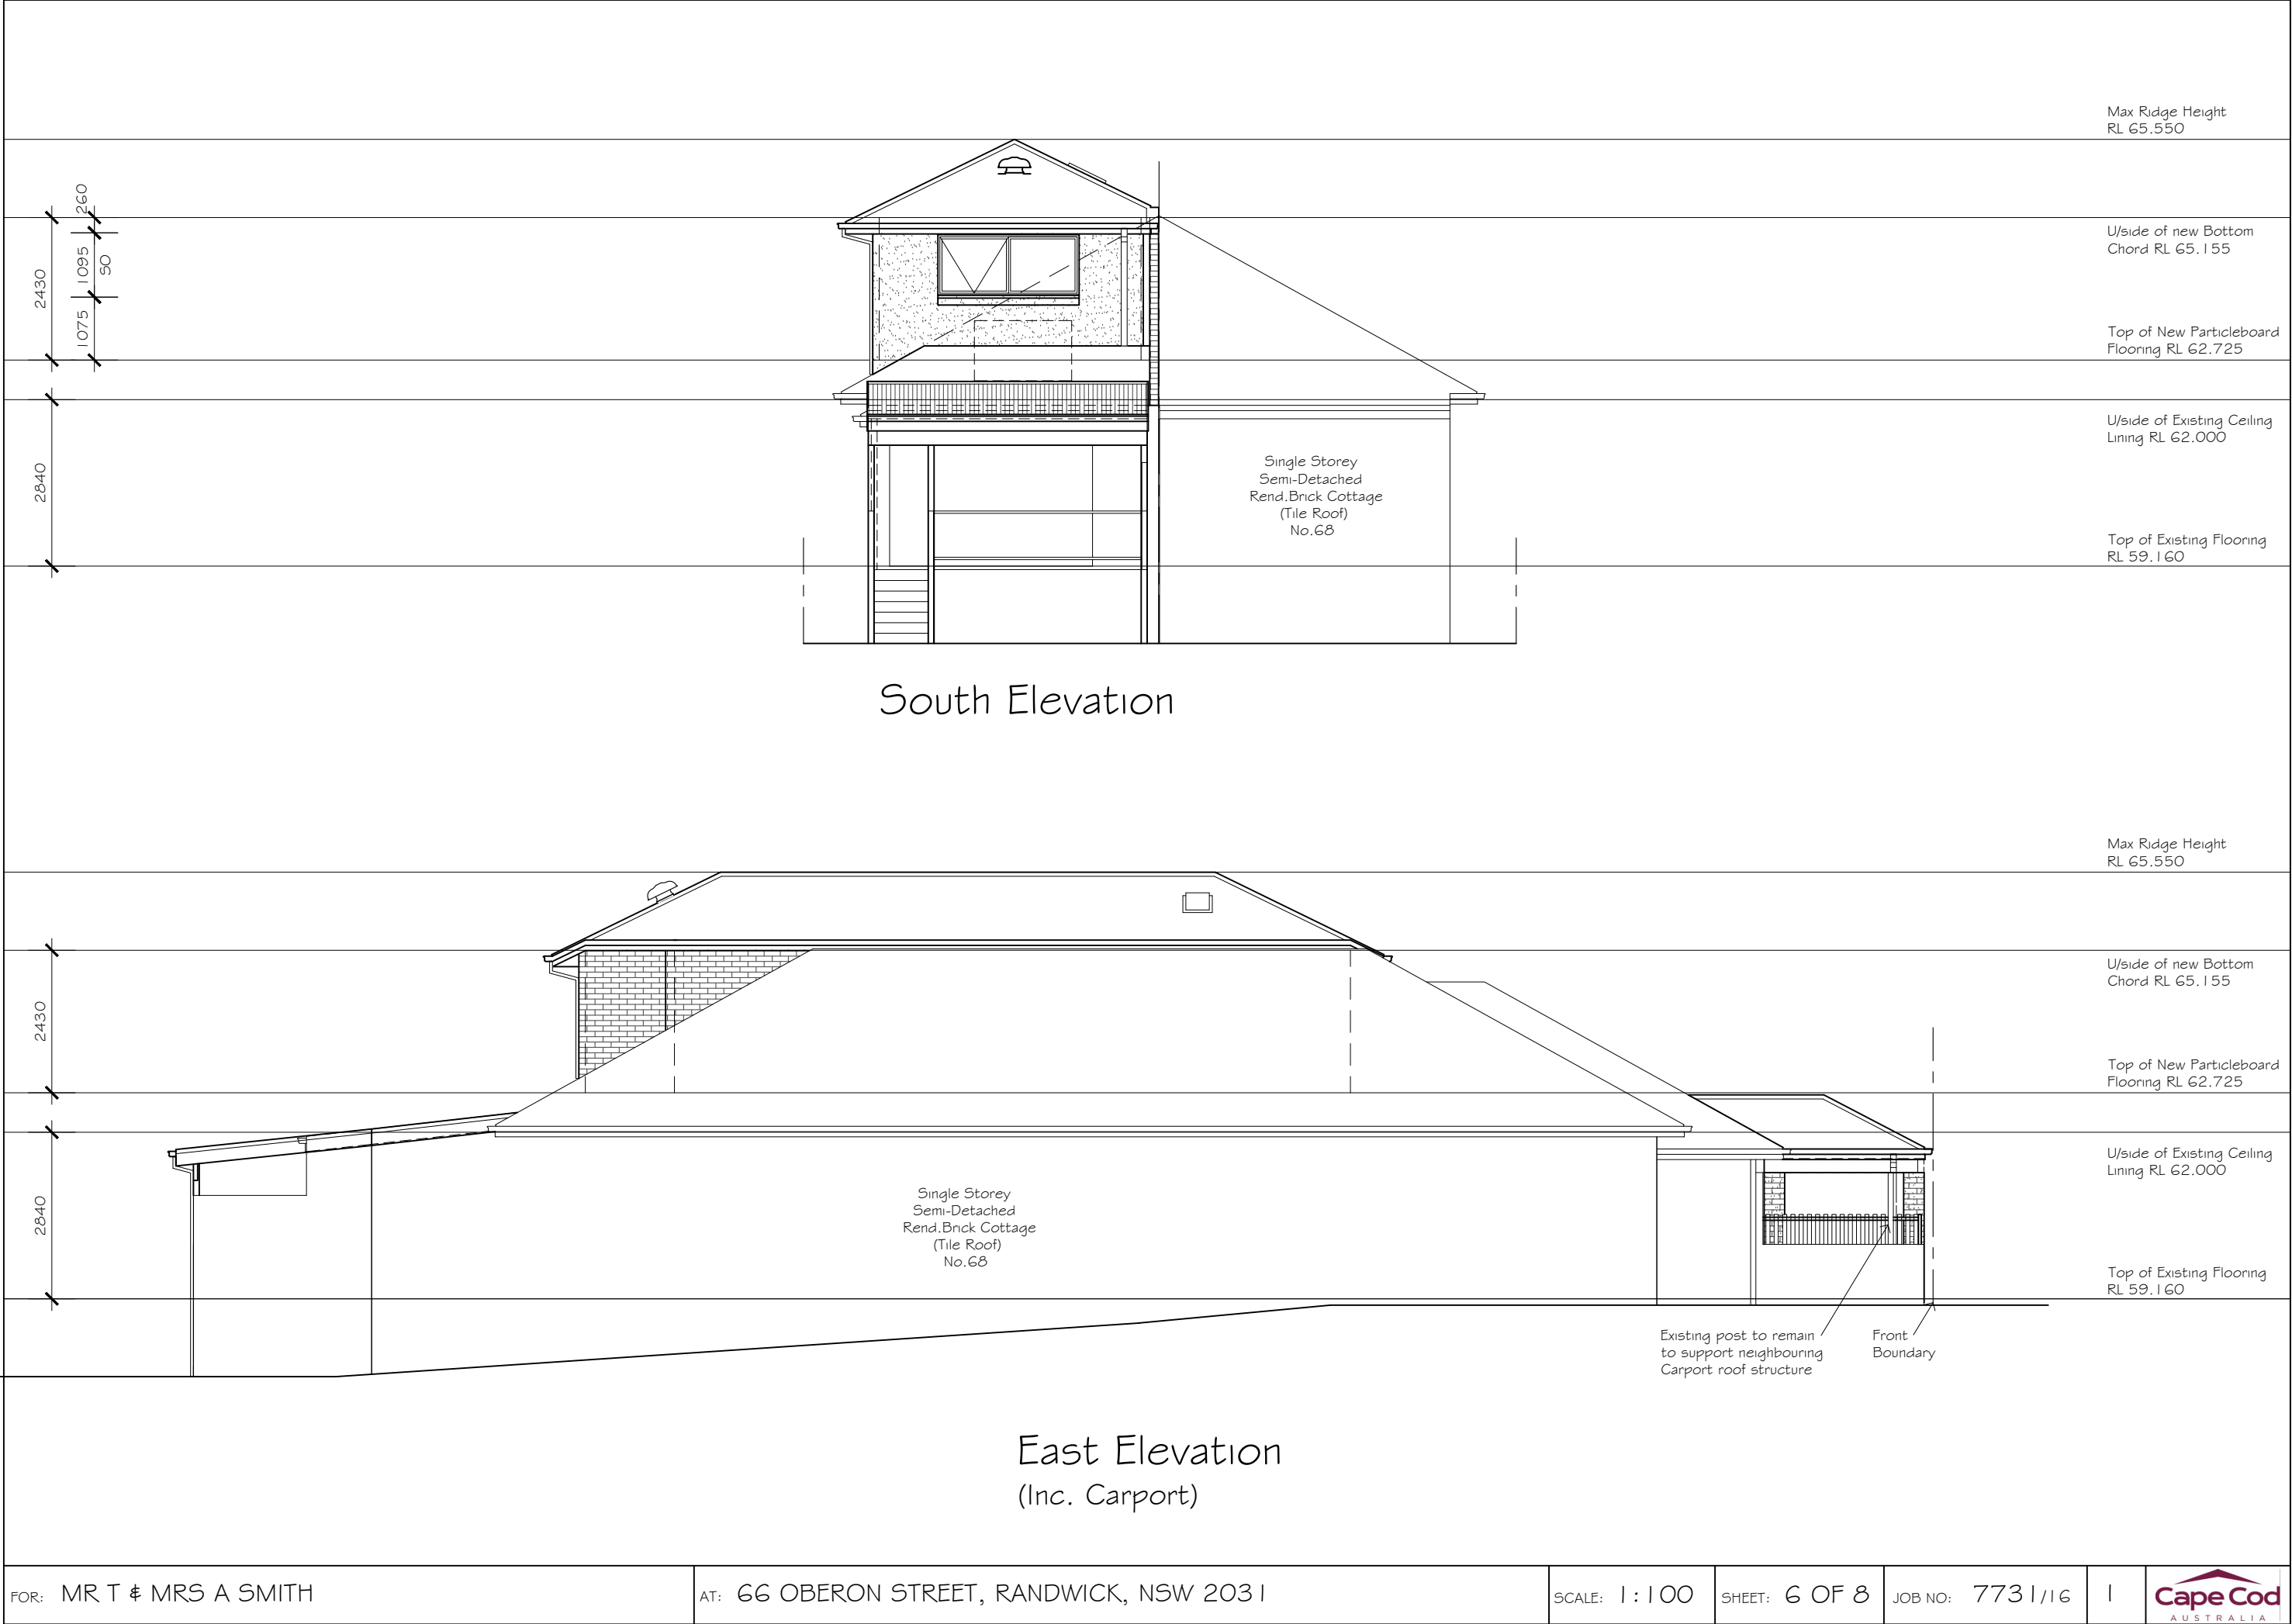 Max Ridge Height
RL 65.550
U/side of new Bottom
Chord RL 65.155
Top of New Particleboard
Flooring RL 62.725
U/side of Existing Ceiling
Lining RL 62.000
Top of Existing Flooring
RL 59.160
260
1095
50
1075
2430
2840
Single Storey
Semi-Detached
Rend.Brick Cottage
(Tile Roof)
No.68
South Elevation
Max Ridge Height
RL 65.550
U/side of new Bottom
Chord RL 65.155
Top of New Particleboard
Flooring RL 62.725
U/side of Existing Ceiling
Lining RL 62.000
Top of Existing Flooring
RL 59.160
2430
2840
Single Storey
Semi-Detached
Rend.Brick Cottage
(Tile Roof)
No.68
Existing post to remain
to support neighbouring
Carport roof structure
Front
Boundary
East Elevation
(Inc. Carport)
FOR: MR T & MRS A SMITH
AT: 66 OBERON STREET, RANDWICK, NSW 2031
SCALE: 1:100
SHEET: 6 OF 8
JOB NO: 7731/16
1
Cape Cod
AUSTRALIA